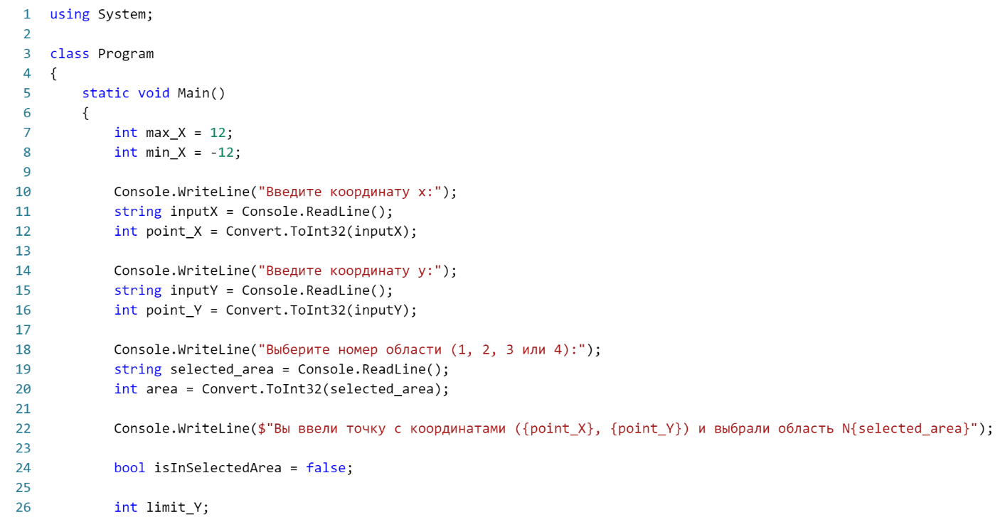 1 using System;
2
3 class Program
4 {
5     static void Main()
6     {
7         int max_X = 12;
8         int min_X = -12;
9
10         Console.WriteLine("Введите координату x:");
11         string inputX = Console.ReadLine();
12         int point_X = Convert.ToInt32(inputX);
13
14         Console.WriteLine("Введите координату y:");
15         string inputY = Console.ReadLine();
16         int point_Y = Convert.ToInt32(inputY);
17
18         Console.WriteLine("Выберите номер области (1, 2, 3 или 4):");
19         string selected_area = Console.ReadLine();
20         int area = Convert.ToInt32(selected_area);
21
22         Console.WriteLine($"Вы ввели точку с координатами ({point_X}, {point_Y}) и выбрали область N{selected_area}");
23
24         bool isInSelectedArea = false;
25
26         int limit_Y;